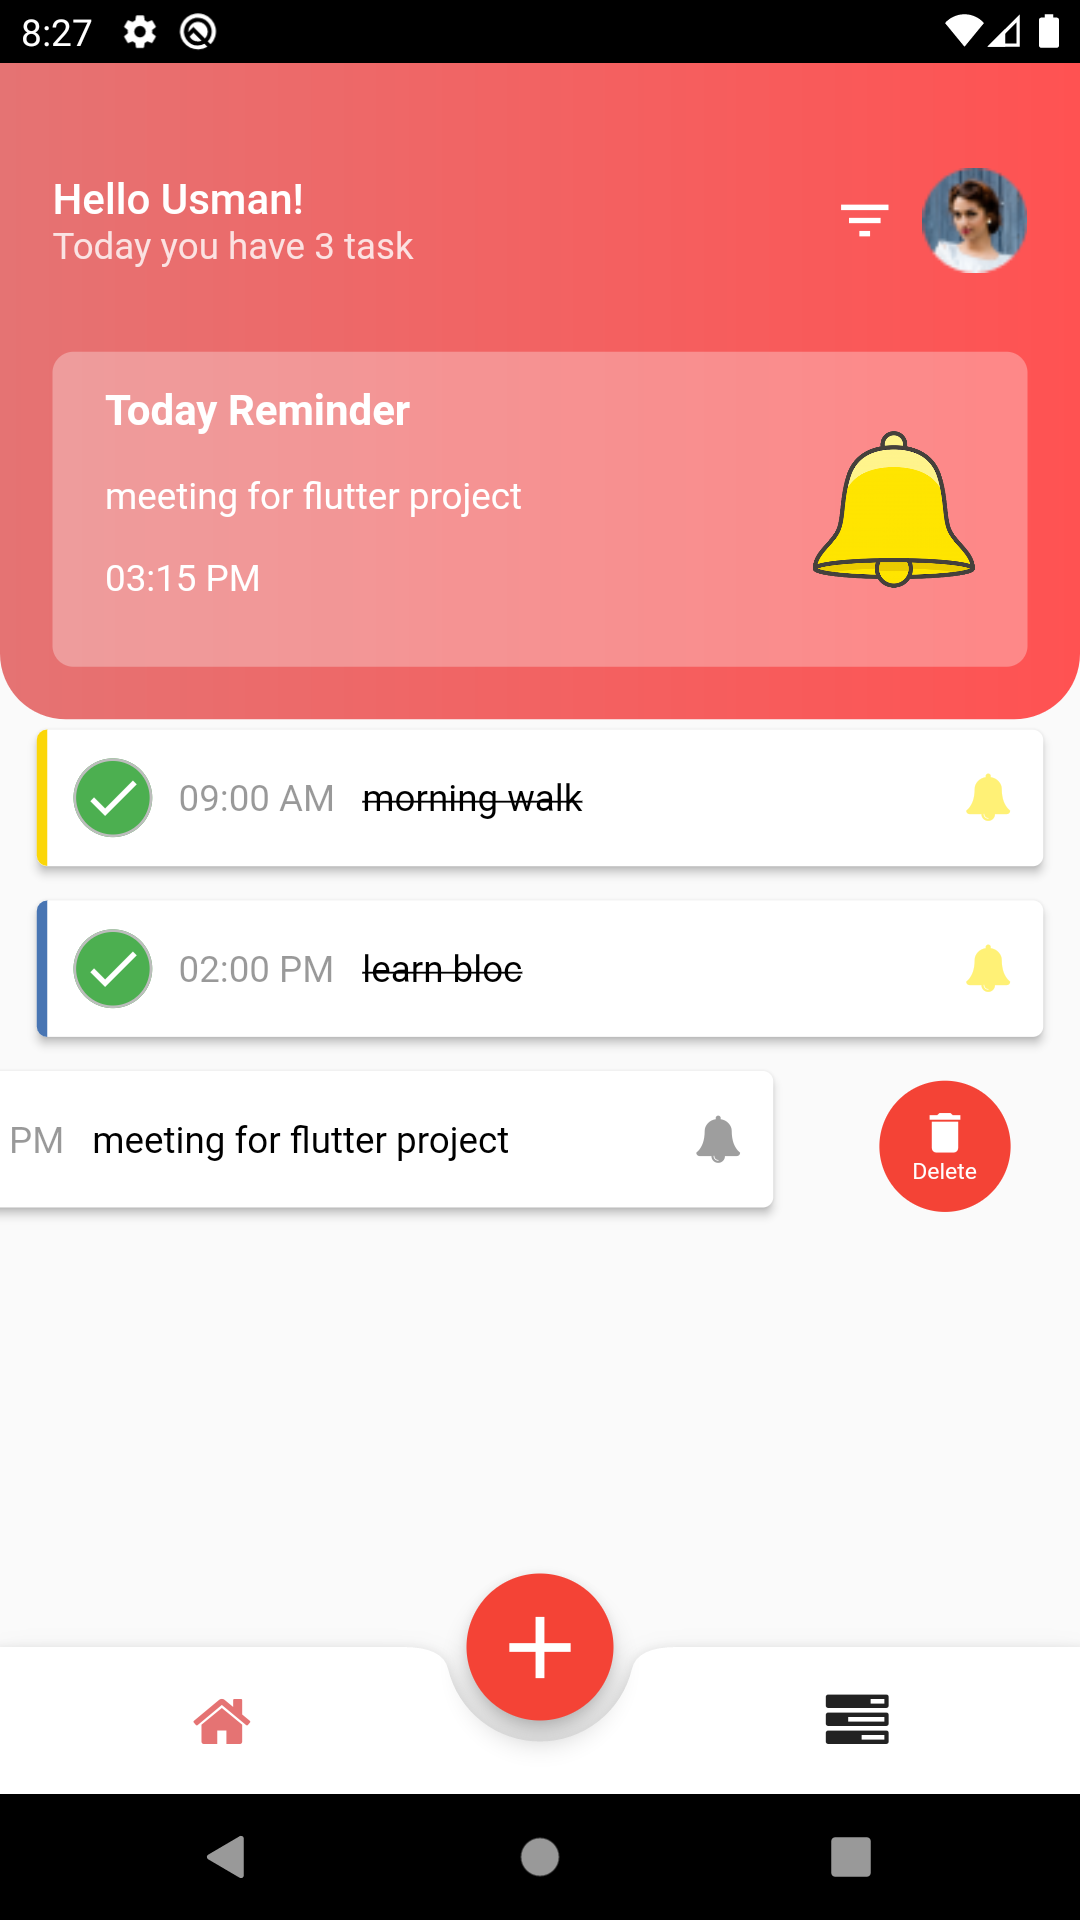 8:27
Hello Usman!
Today you have 3 task
Today Reminder
meeting for flutter project
03:15 PM
09:00 AM morning walk
02:00 PM learn bloc
PM meeting for flutter project
Delete